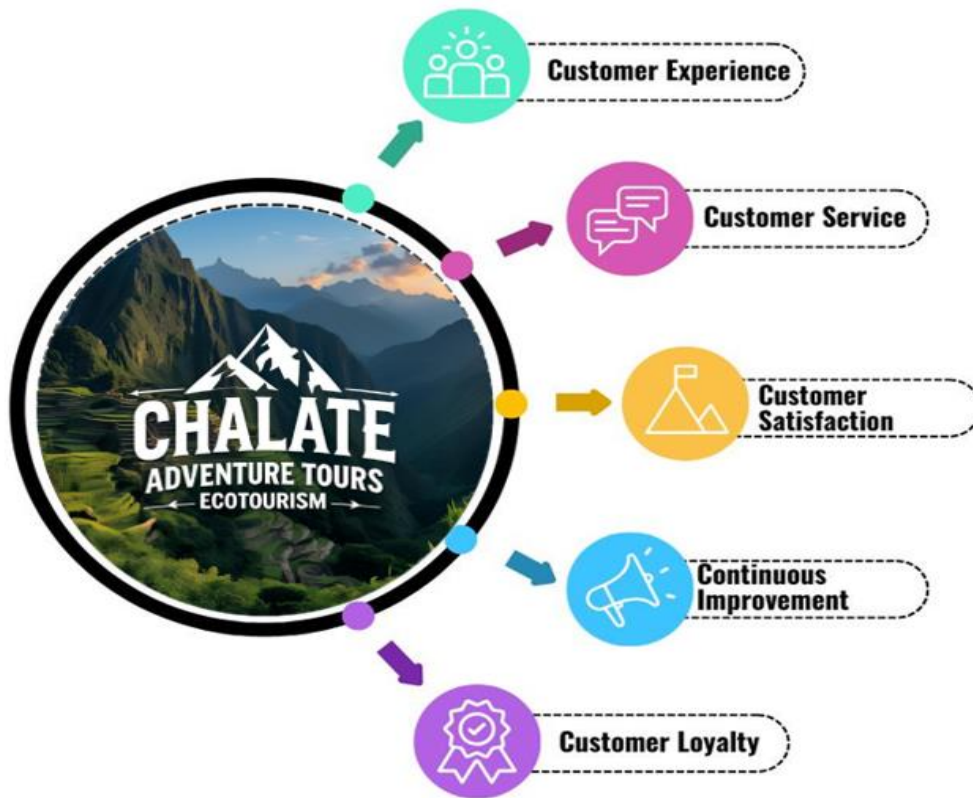 Customer Experience
Customer Service
CHALATE
ADVENTURE TOURS
ECOTOURISM
Customer
Satisfaction
Continuous
Improvement
Customer Loyalty